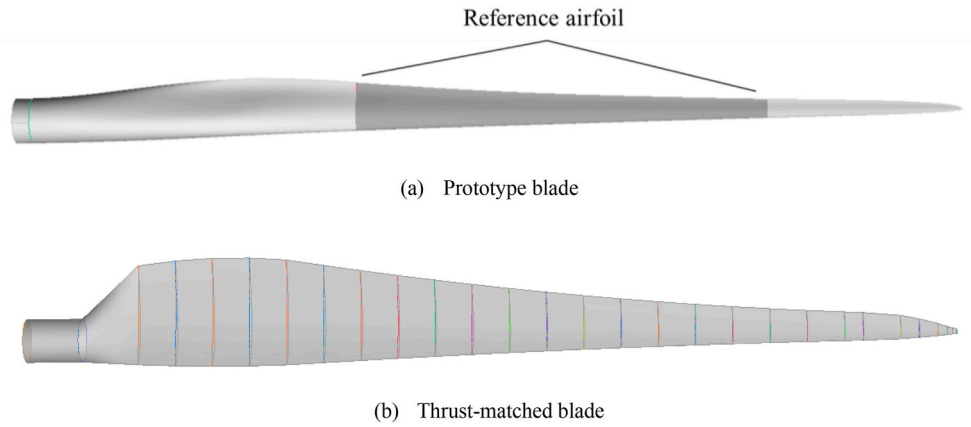 Reference airfoil
(a) Prototype blade
(b) Thrust-matched blade